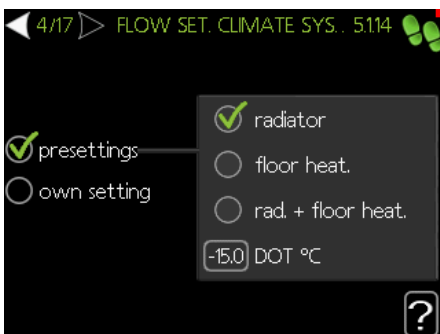 4/17 FLOW SET. CLIMATE SYS.. 5.1.14
presettings
own setting
radiator
floor heat.
rad. + floor heat.
-15.0 DOT °C
?